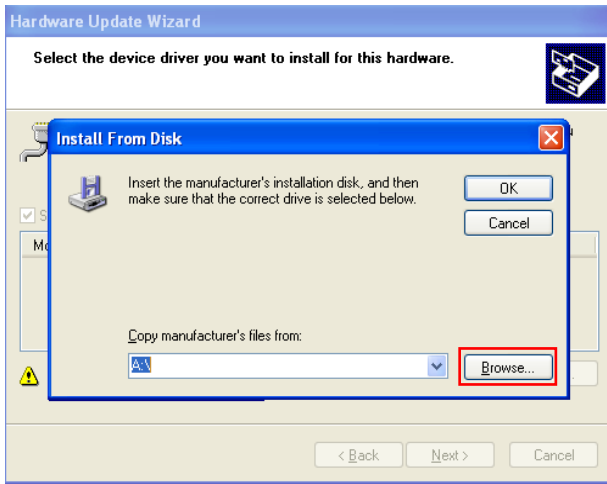 Hardware Update Wizard
Select the device driver you want to install for this hardware.
Install From Disk
Insert the manufacturer's installation disk, and then
make sure that the correct drive is selected below.
OK
Cancel
Copy manufacturer's files from:
A:\
Browse...
< Back
Next >
Cancel